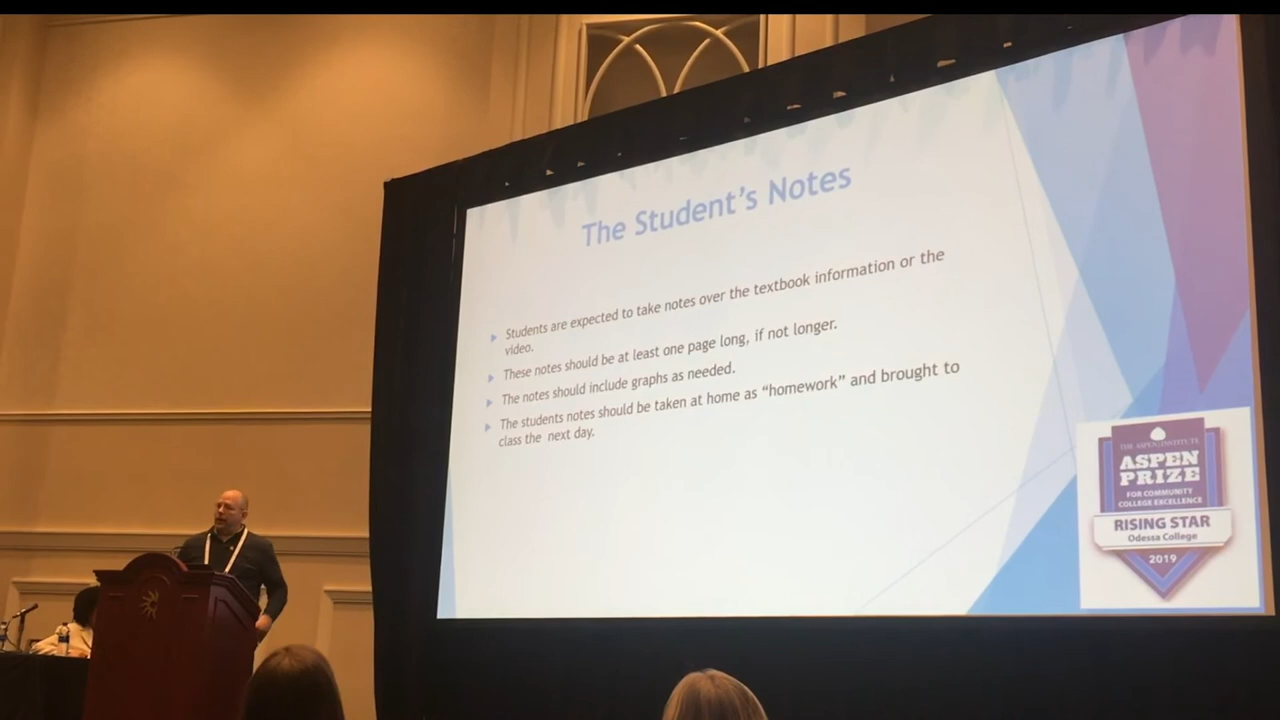 The Student's Notes
Students are expected to take notes over the textbook information or the
video.
These notes should be at least one page long, if not longer.
The notes should include graphs as needed.
The students notes should be taken at home as “homework” and brought to
class the next day.
THE ASPEN INSTITUTE
ASPEN
PRIZE
FOR COMMUNITY
COLLEGE EXCELLENCE
RISING STAR
Odessa College
2019